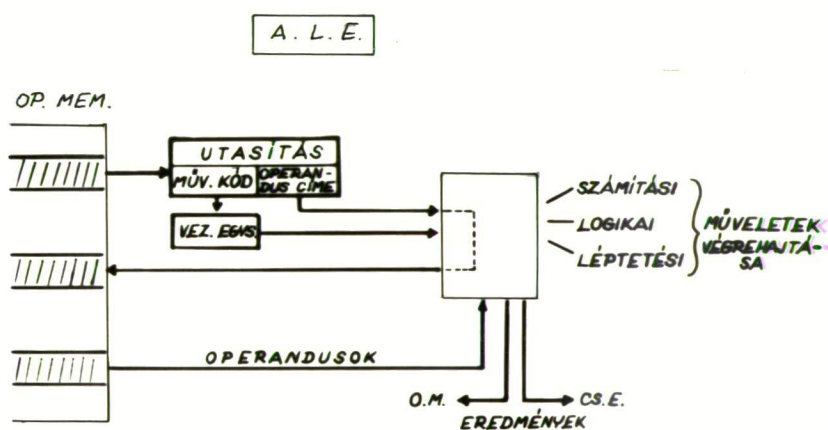 A. L. E.
OP. MEM.
UTASÍTÁS
MŰV. KÓD
OPERAN-
DUS CÍME
VEZ. EGYS.
SZÁMÍTÁSI
LOGIKAI
LÉPTETÉSI
MŰVELETEK
VÉGREHAJTÁ-
SA
OPERANDUSOK
O.M.
CS.E.
EREDMÉNYEK